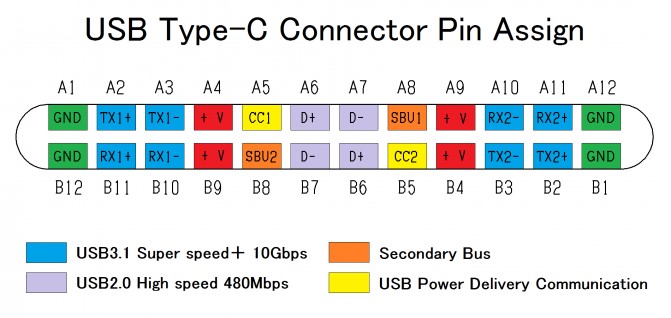 USB Type-C Connector Pin Assign
A1 A2 A3 A4 A5 A6 A7 A8 A9 A10 A11 A12
GND TX1+ TX1- + V CC1 D+ D- SBU1 + V RX2- RX2+ GND
GND RX1+ RX1- + V SBU2 D- D+ CC2 + V TX2- TX2+ GND
B12 B11 B10 B9 B8 B7 B6 B5 B4 B3 B2 B1
USB3.1 Super speed+ 10Gbps
Secondary Bus
USB2.0 High speed 480Mbps
USB Power Delivery Communication